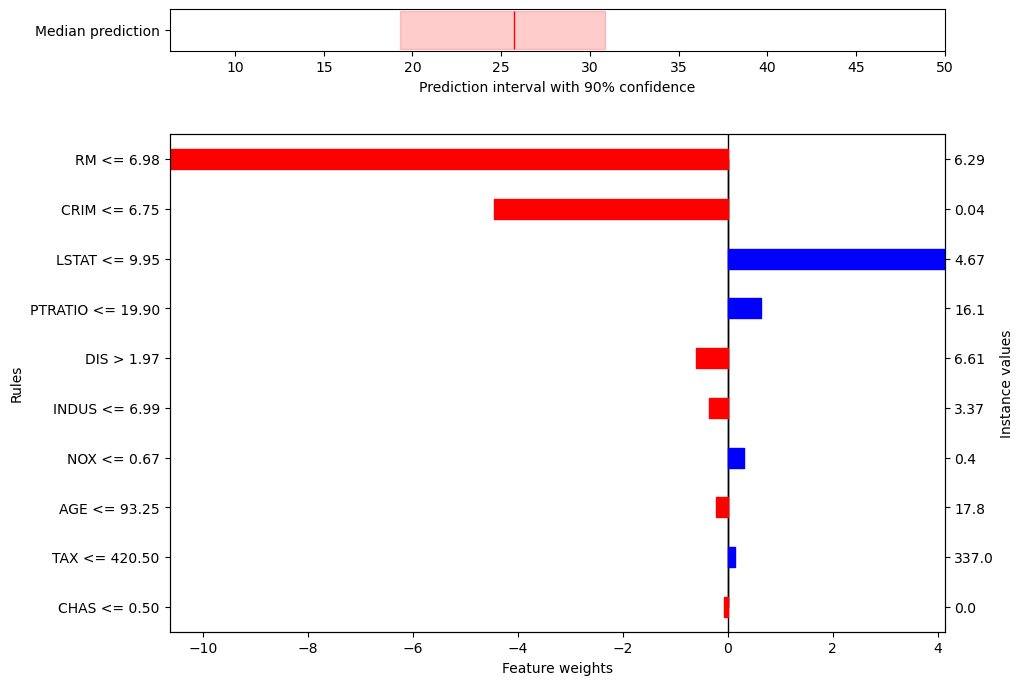 Median prediction
10 15 20 25 30 35 40 45 50
Prediction interval with 90% confidence
Rules
RM <= 6.98 6.29
CRIM <= 6.75 0.04
LSTAT <= 9.95 4.67
PTRATIO <= 19.90 16.1
DIS > 1.97 6.61
INDUS <= 6.99 3.37
NOX <= 0.67 0.4
AGE <= 93.25 17.8
TAX <= 420.50 337.0
CHAS <= 0.50 0.0
Instance values
−10 −8 −6 −4 −2 0 2 4
Feature weights